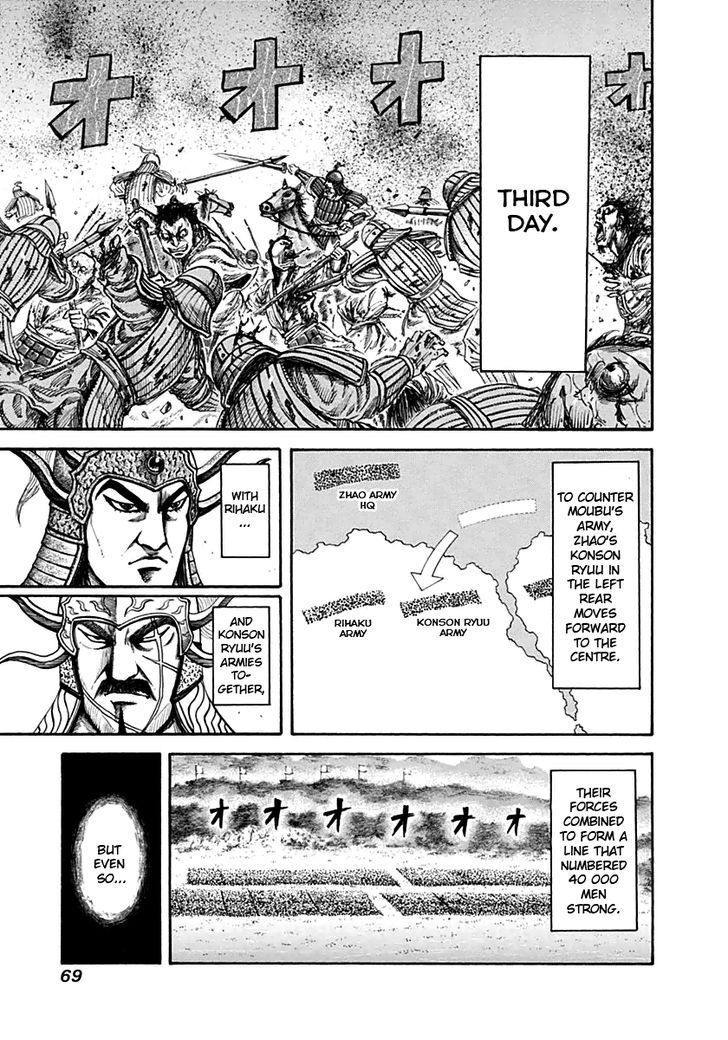 オ オ オ オ
THIRD
DAY.
TO COUNTER
MOUBU'S
ARMY,
ZHAO'S
KONSON
RYUU IN
THE LEFT
REAR
MOVES
FORWARD
TO THE
CENTRE.
ZHAO ARMY
HQ
RIHAKU
ARMY
KONSON RYUU
ARMY
WITH
RIHAKU
...
AND
KONSON
RYUU'S
ARMIES
TO-
GETHER,
THEIR
FORCES
COMBINED
TO FORM A
LINE THAT
NUMBERED
40 000
MEN
STRONG.
オ オ オ オ オ オ
BUT
EVEN
SO...
69